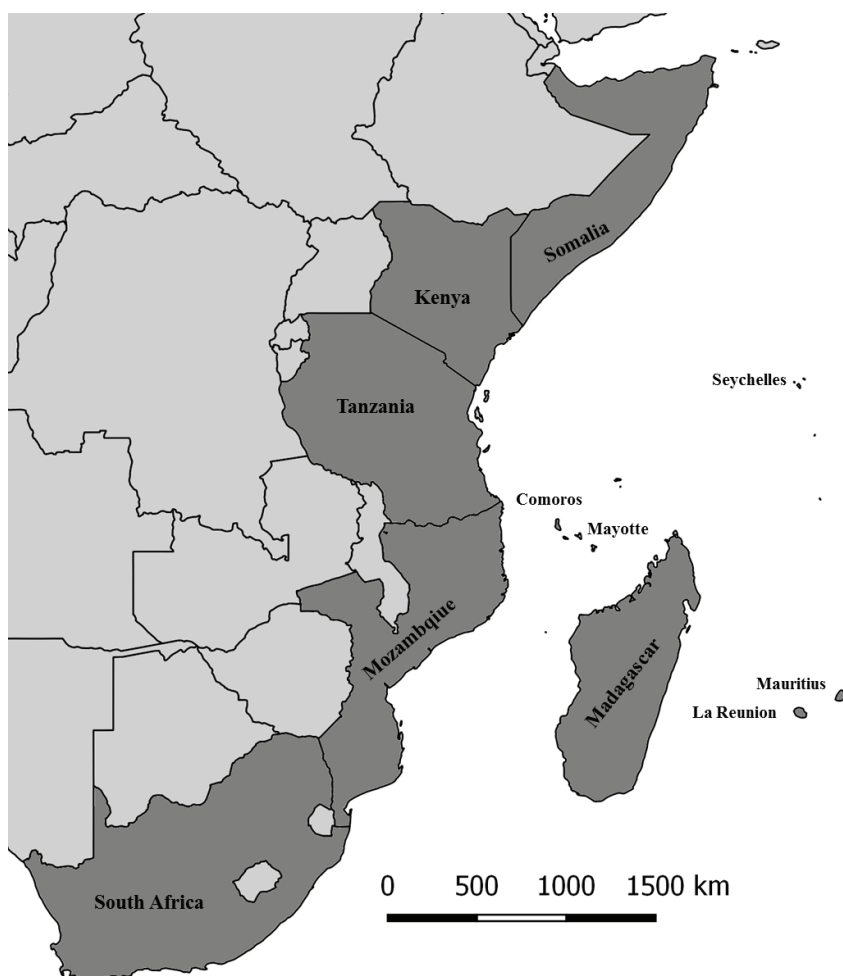 Somalia
Kenya
Seychelles
Tanzania
Comoros
Mayotte
Mozambqiue
Madagascar
Mauritius
La Reunion
0 500 1000 1500 km
South Africa